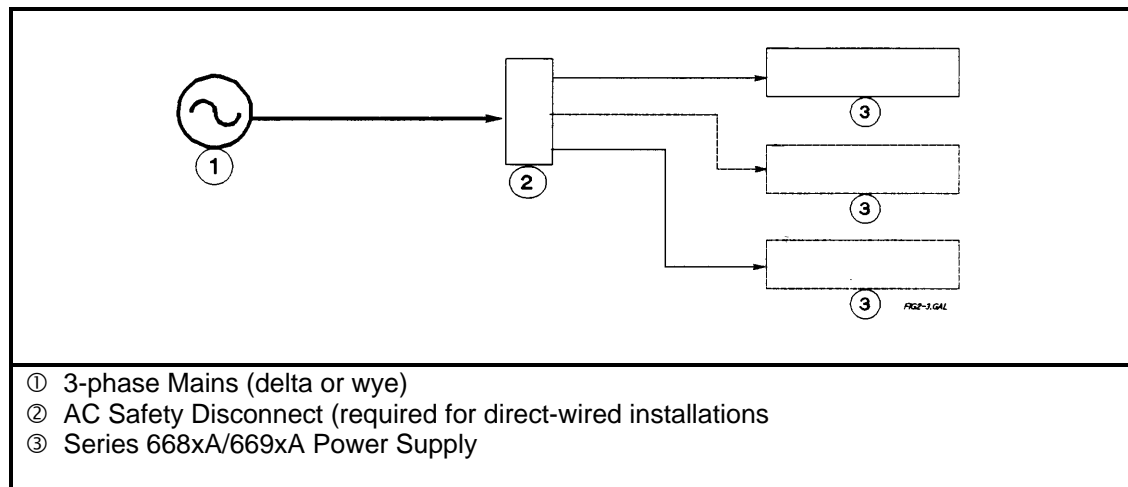 3
1
2
3
3
FIG2-3.GAL
① 3-phase Mains (delta or wye)
② AC Safety Disconnect (required for direct-wired installations
③ Series 668xA/669xA Power Supply